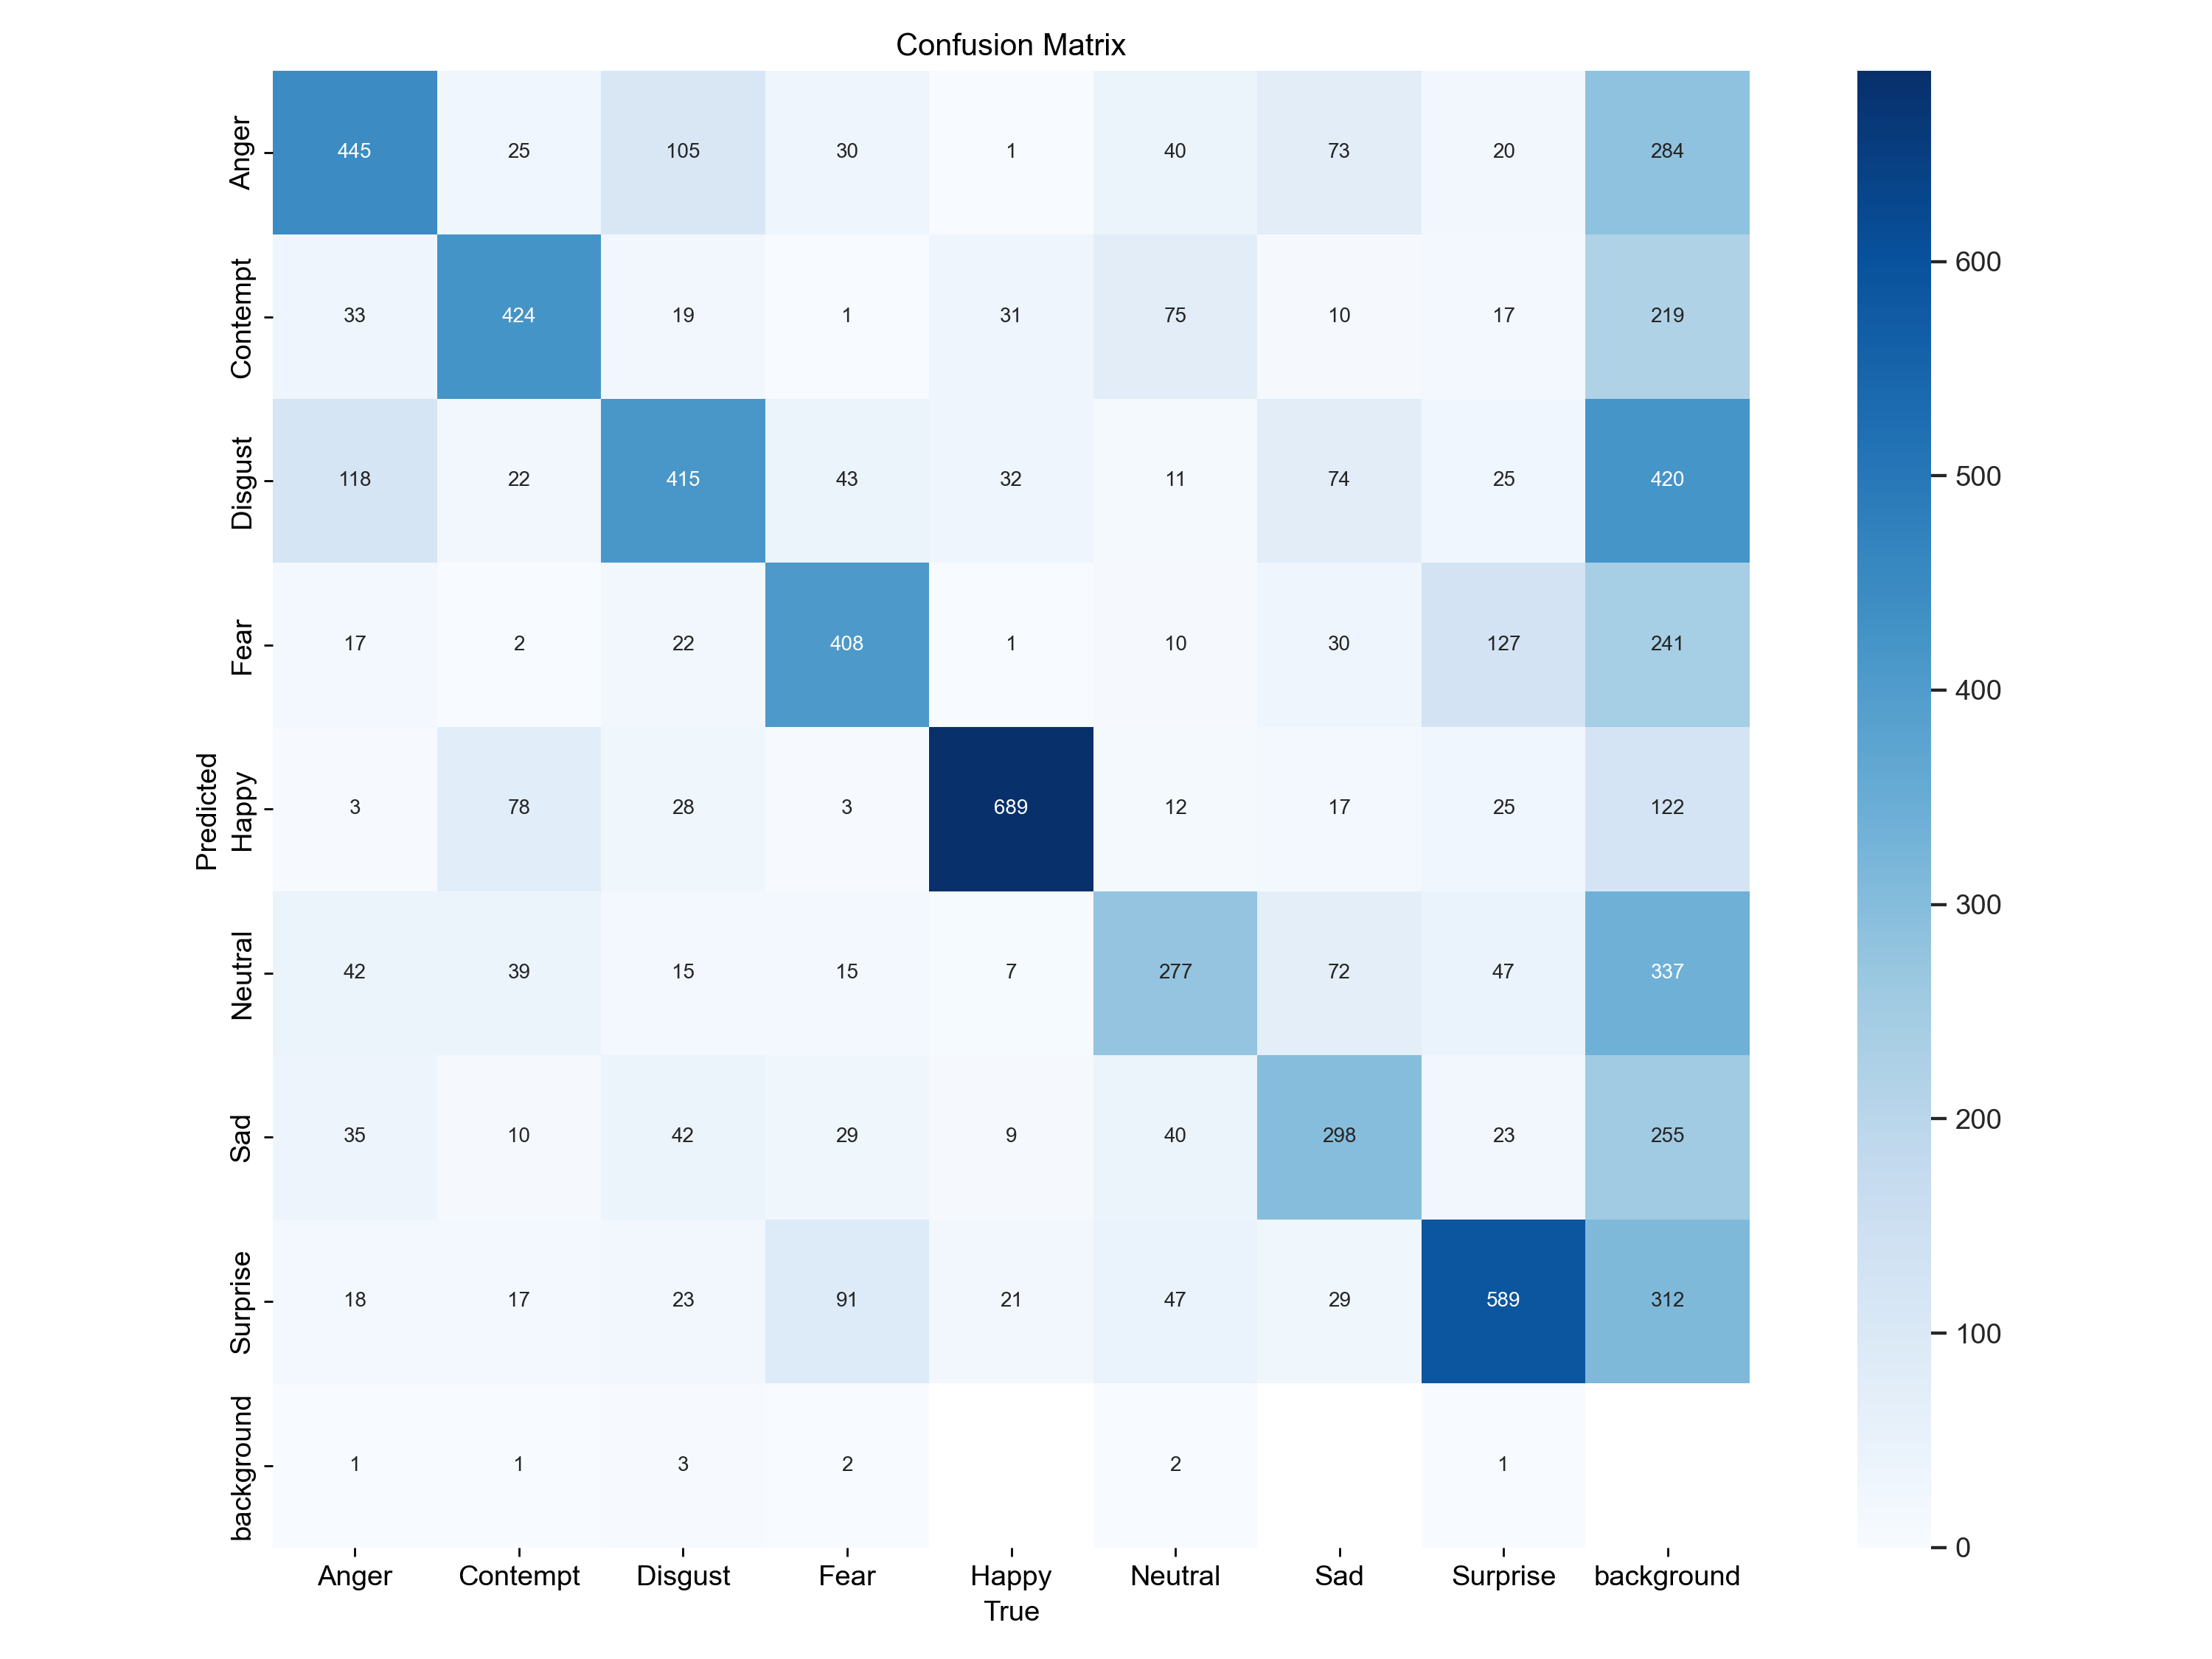 Confusion Matrix
Predicted
Anger 445 25 105 30 1 40 73 20 284
Contempt 33 424 19 1 31 75 10 17 219
Disgust 118 22 415 43 32 11 74 25 420
Fear 17 2 22 408 1 10 30 127 241
Happy 3 78 28 3 689 12 17 25 122
Neutral 42 39 15 15 7 277 72 47 337
Sad 35 10 42 29 9 40 298 23 255
Surprise 18 17 23 91 21 47 29 589 312
background 1 1 3 2 2 1
Anger Contempt Disgust Fear Happy Neutral Sad Surprise background
True
600
500
400
300
200
100
0